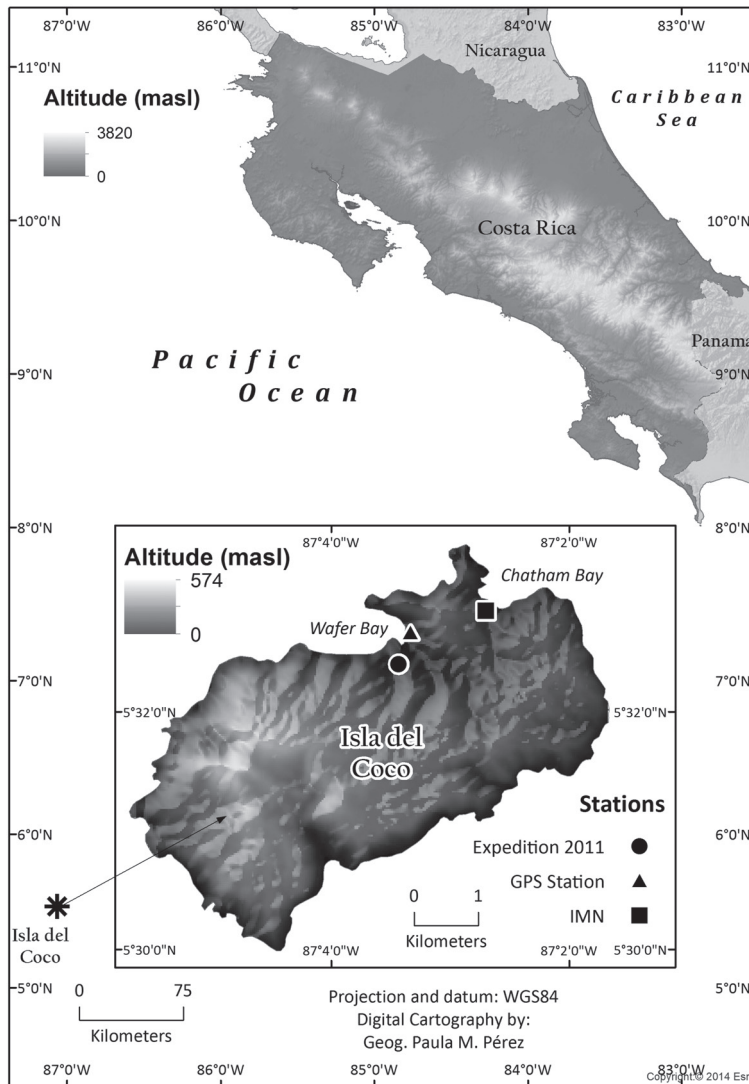 87°0'W 86°0'W 85°0'W 84°0'W 83°0'W
Nicaragua
11°0'N 11°0'N
Altitude (masl)
3820
0
Caribbean
Sea
10°0'N 10°0'N
Costa Rica
Pacific
Ocean
Panama
9°0'N 9°0'N
8°0'N 8°0'N
87°4'0"W 87°2'0"W
Altitude (masl)
574
0
Chatham Bay
Wafer Bay
7°0'N 7°0'N
5°32'0"N 5°32'0"N
Isla del
Coco
Stations
6°0'N 6°0'N
Expedition 2011
GPS Station
IMN
0 1
Kilometers
Isla del
Coco
5°30'0"N 5°30'0"N
87°4'0"W 87°2'0"W
5°0'N 5°0'N
0 75
Kilometers
Projection and datum: WGS84
Digital Cartography by:
Geog. Paula M. Pérez
87°0'W 86°0'W 85°0'W 84°0'W 83°0'W
Copyright:© 2014 Esr